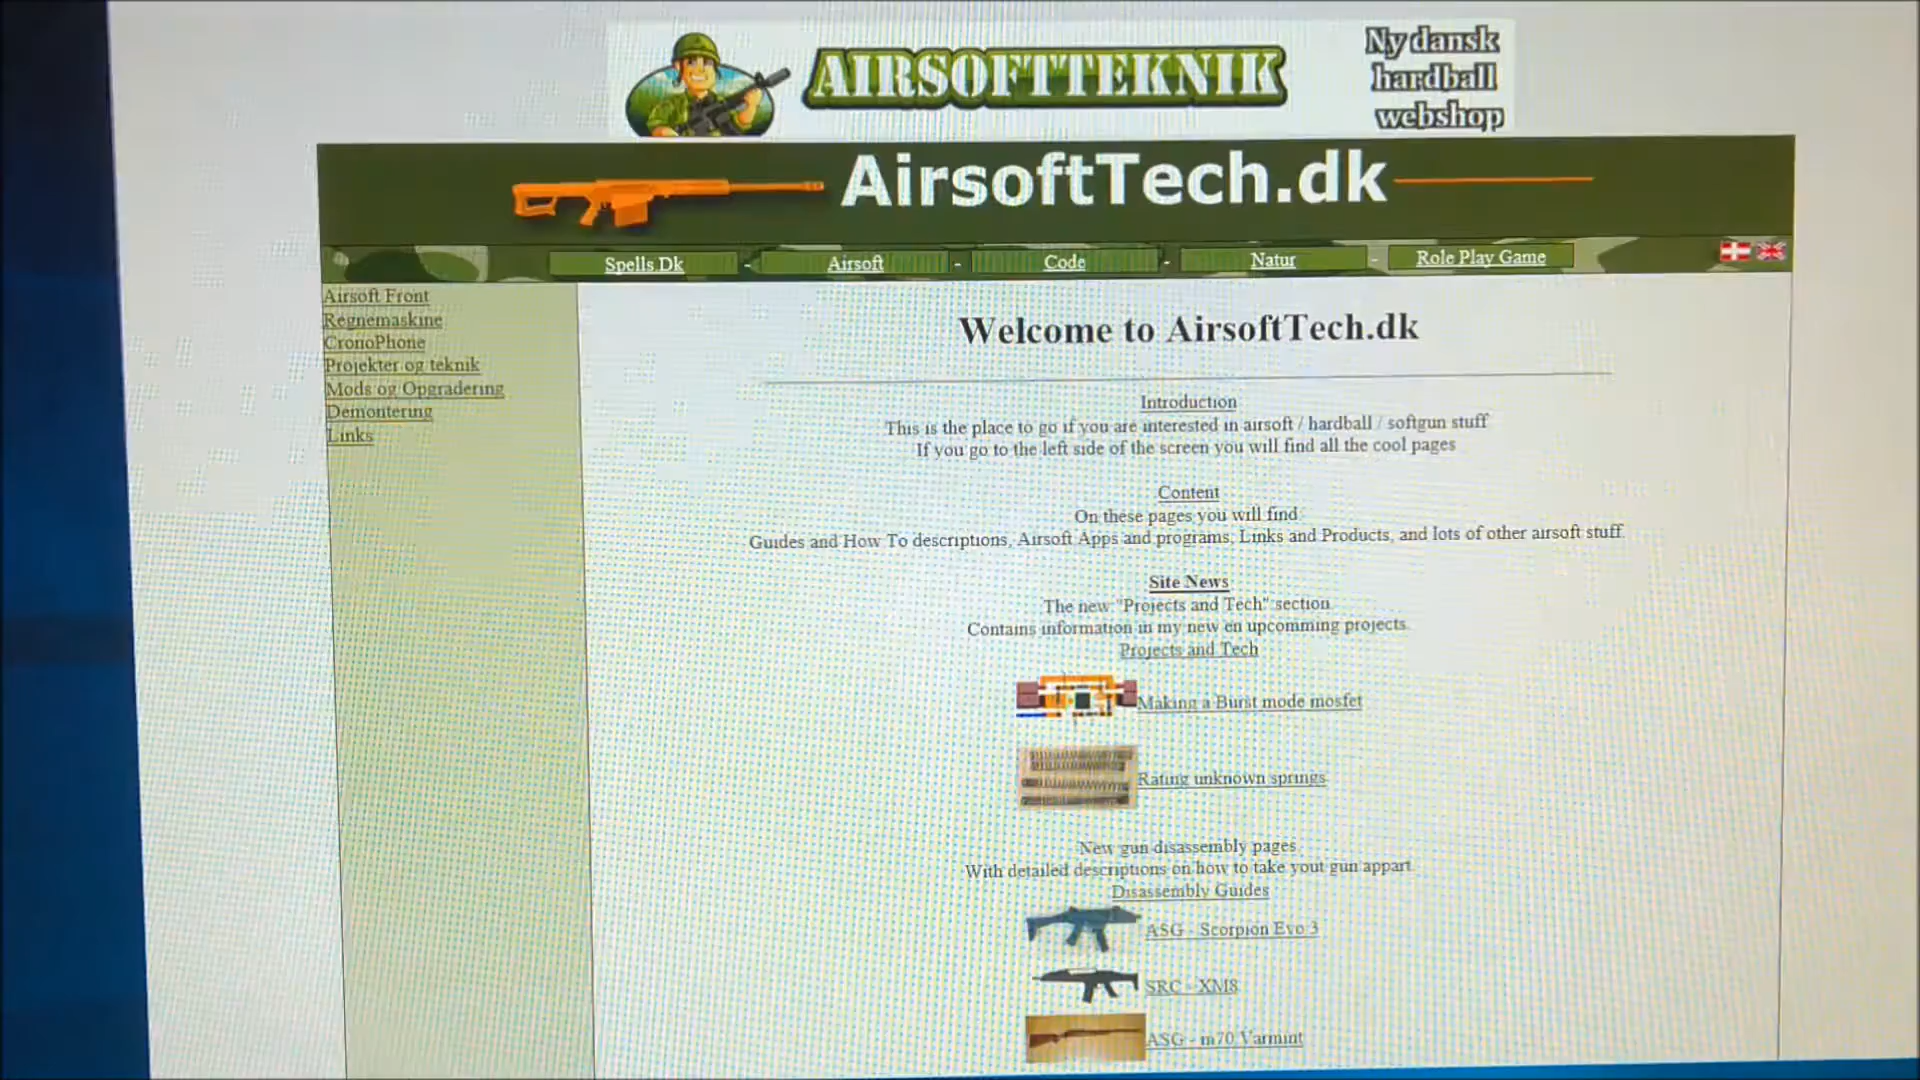 AIRSOFTTEKNIK
Ny dansk
hardball
webshop
AirsoftTech.dk
Spells Dk - Airsoft - Code - Natur - Role Play Game
Airsoft Front
Regnemaskine
CronoPhone
Projekter og teknik
Mods og Opgradering
Demontering
Links
Welcome to AirsoftTech.dk
Introduction
This is the place to go if you are interested in airsoft / hardball / softgun stuff
If you go to the left side of the screen you will find all the cool pages
Content
On these pages you will find
Guides and How To descriptions, Airsoft Apps and programs, Links and Products, and lots of other airsoft stuff.
Site News
The new "Projects and Tech" section.
Contains information in my new en upcomming projects.
Projects and Tech
Making a Burst mode mosfet
Rating unknown springs
New gun disassembly pages
With detailed descriptions on how to take yout gun appart.
Disassembly Guides
ASG - Scorpion Evo 3
SRC - XM8
ASG - m70 Varmint